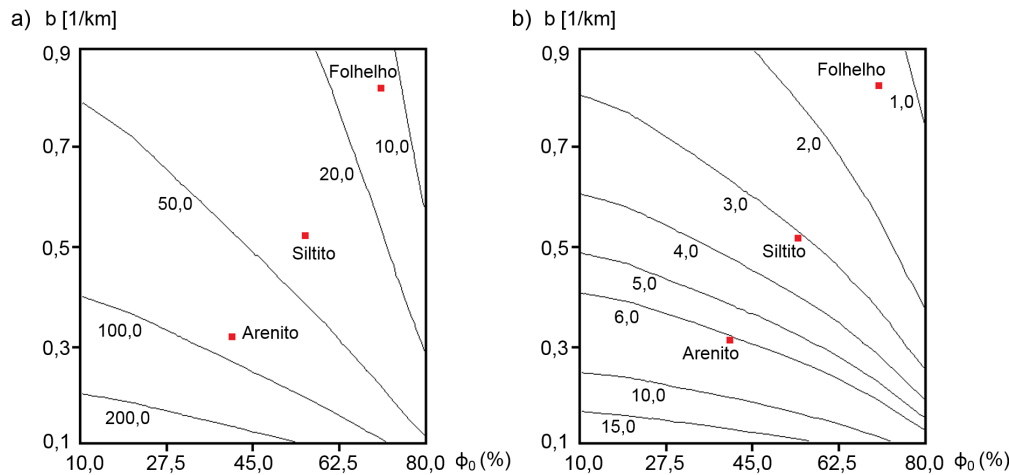 a) b [1/km]
0,9
0,7
0,5
0,3
0,1
Folhelho
10,0
20,0
50,0
Siltito
100,0
Arenito
200,0
10,0 27,5 45,0 62,5 80,0 ϕ0 (%)
b) b [1/km]
0,9
0,7
0,5
0,3
0,1
Folhelho
1,0
2,0
3,0
Siltito
4,0
5,0
6,0
Arenito
10,0
15,0
10,0 27,5 45,0 62,5 80,0 ϕ0 (%)